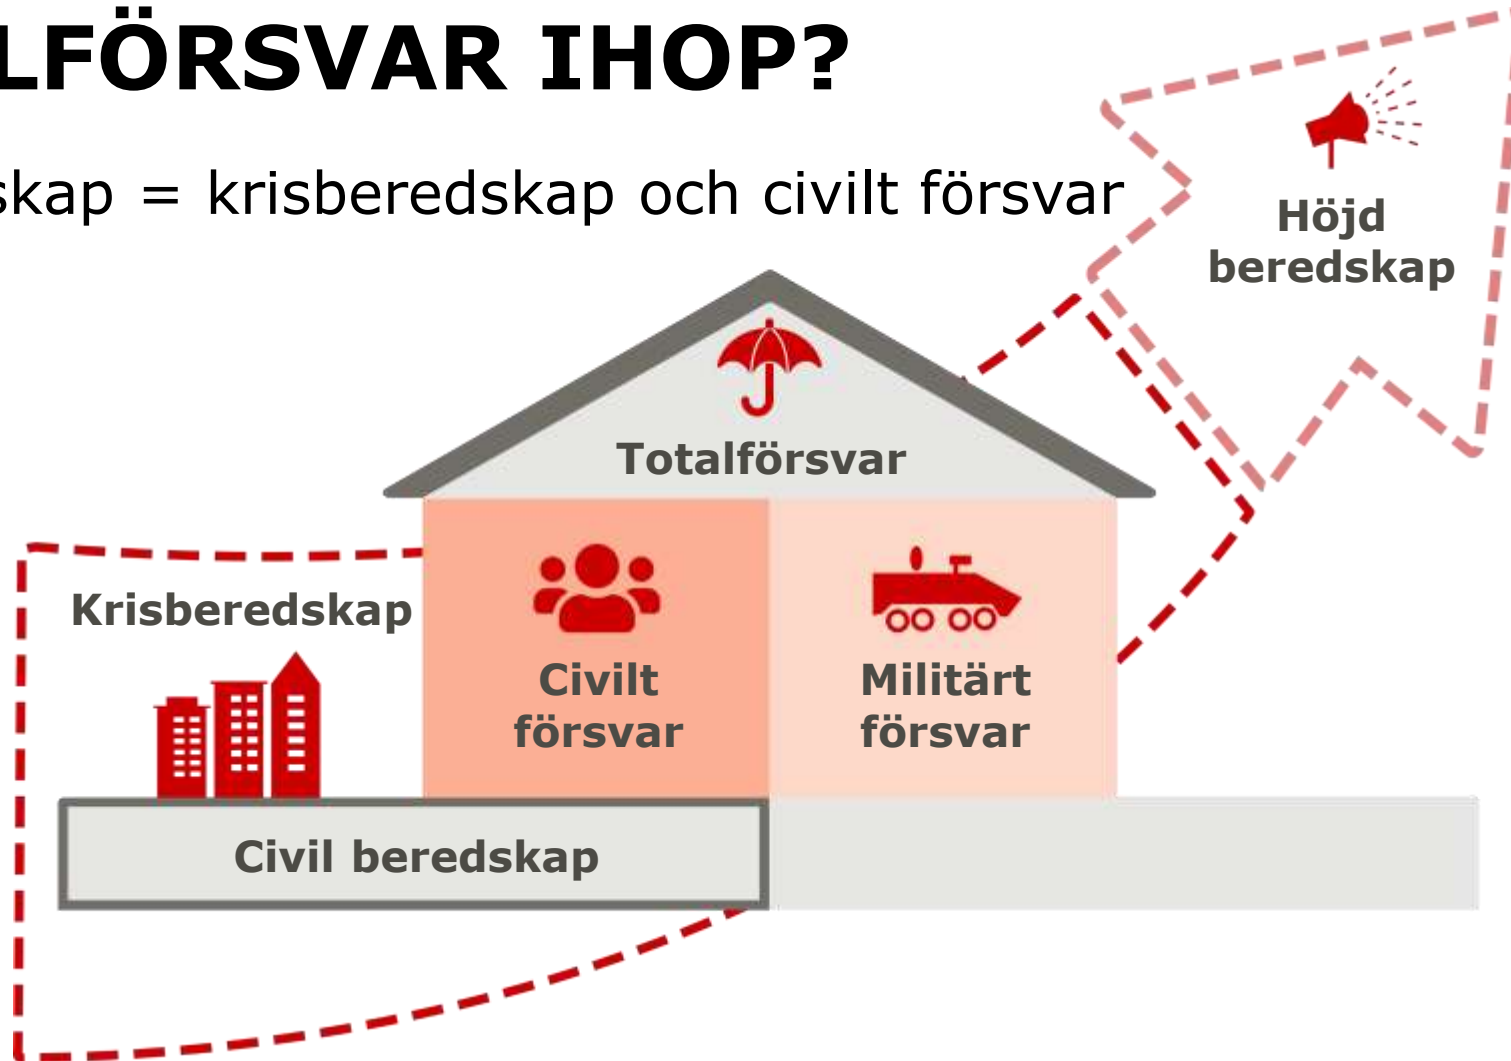 LFÖRSVAR IHOP?
skap = krisberedskap och civilt försvar
Höjd
beredskap
Totalförsvar
Krisberedskap
Civilt
försvar
Militärt
försvar
Civil beredskap